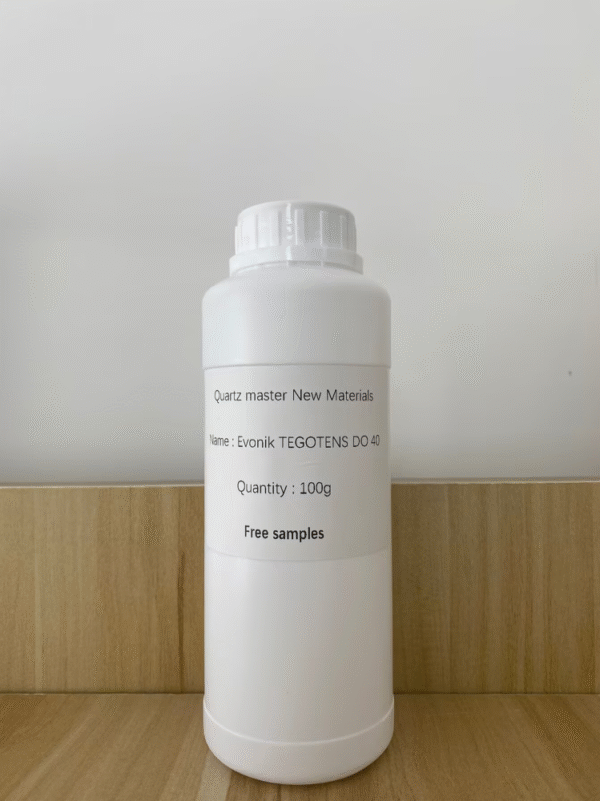 Quartz master New Materials
Name : Evonik TEGOTENS DO 40
Quantity : 100g
Free samples